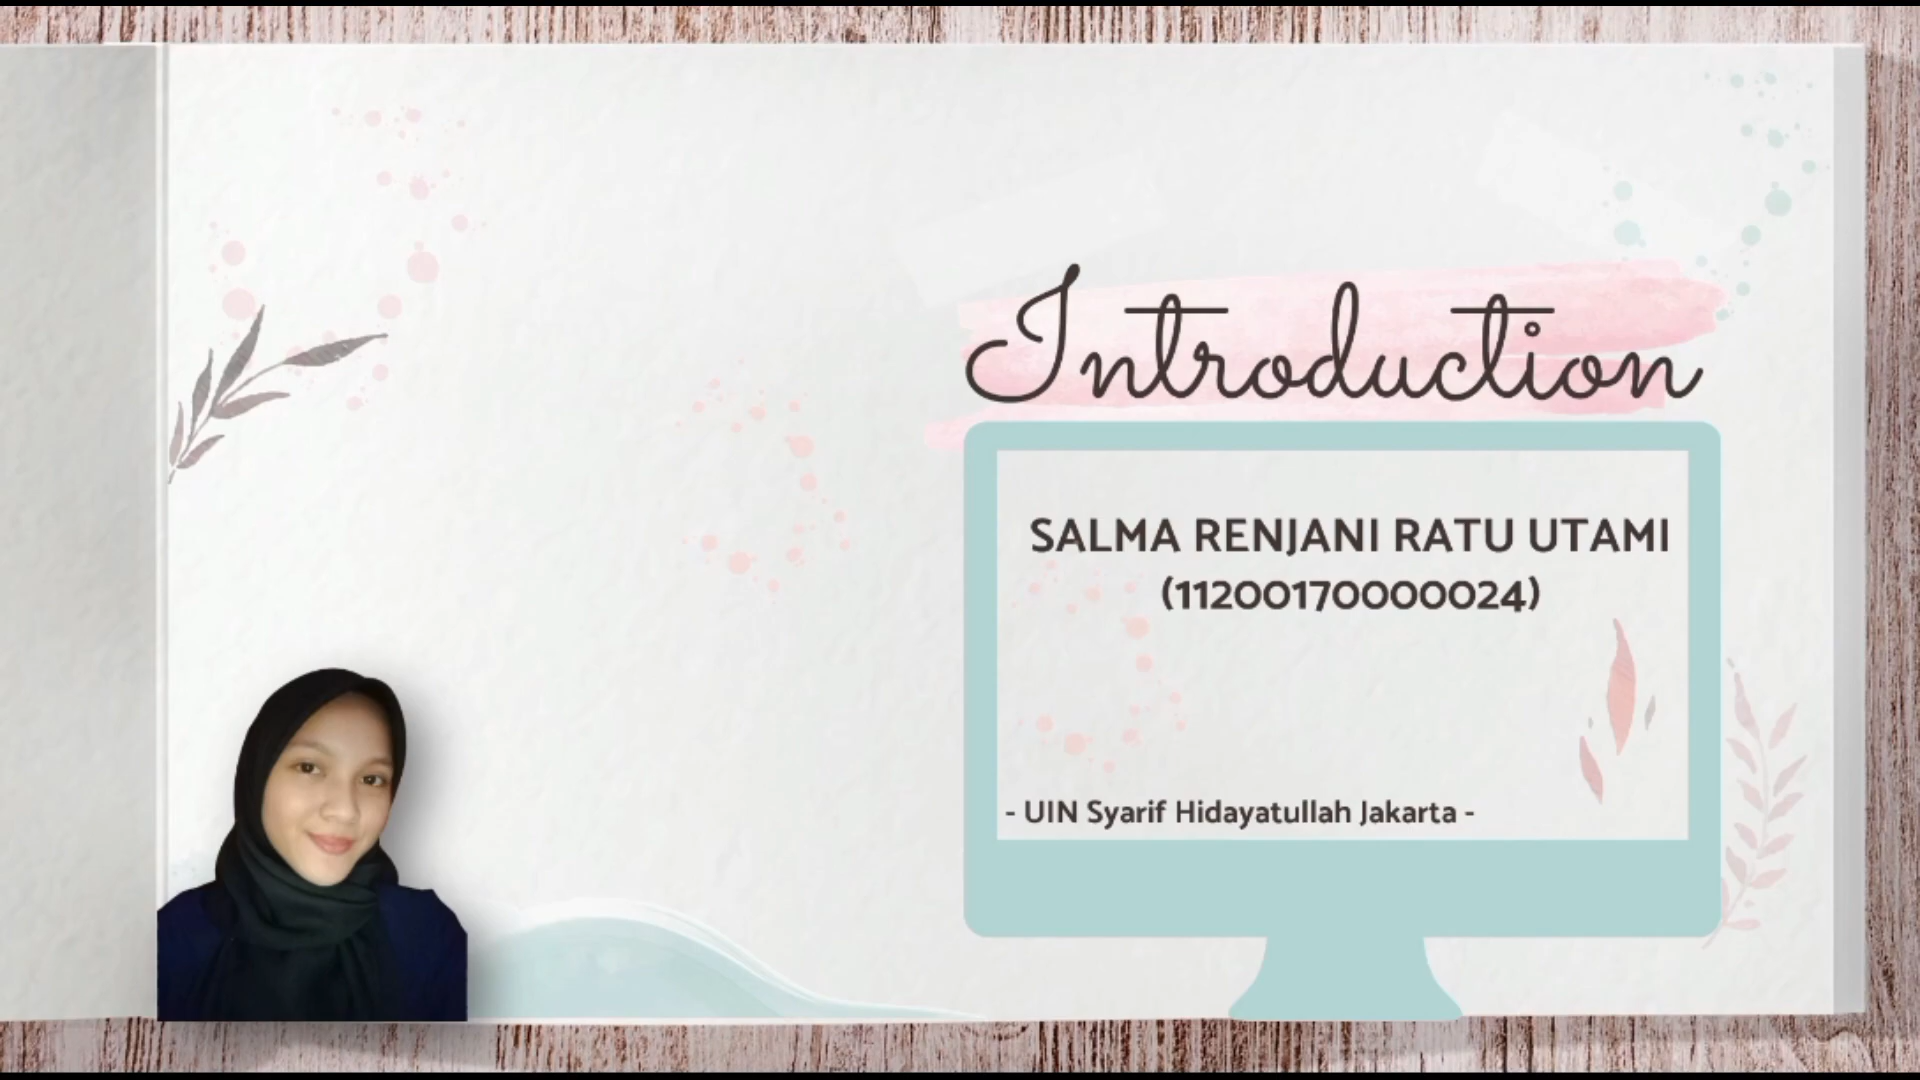 Introduction
SALMA RENJANI RATU UTAMI
(11200170000024)
- UIN Syarif Hidayatullah Jakarta -